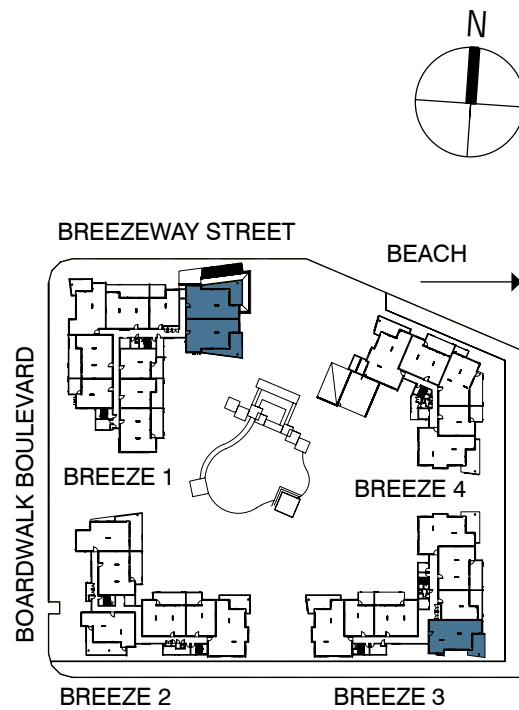 N
BREEZEWAY STREET
BEACH
BOARDWALK BOULEVARD
BREEZE 1
BREEZE 4
BREEZE 2
BREEZE 3